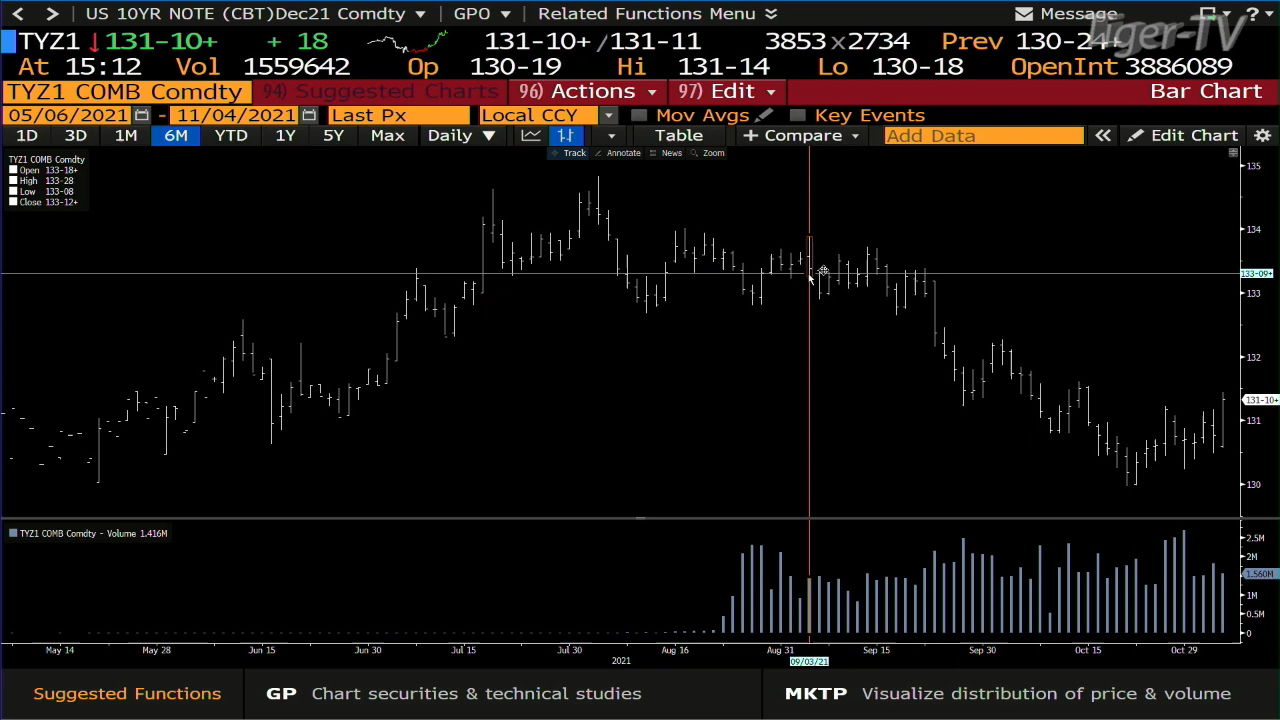 < > US 10YR NOTE (CBT)Dec21 Comdty GPO Related Functions Menu Message ?
4ger-TV
TYZ1 ↓131-10+ + 18 131-10+/131-11 3853x2734 Prev 130-24+
At 15:12 Vol 1559642 Op 130-19 Hi 131-14 Lo 130-18 OpenInt 3886089
TYZ1 COMB Comdty 94) Suggested Charts 96) Actions 97) Edit Bar Chart
05/06/2021 - 11/04/2021 Last Px Local CCY Mov Avgs Key Events
1D 3D 1M 6M YTD 1Y 5Y Max Daily ▼ Table + Compare Add Data « Edit Chart
Track Annotate News Zoom
TYZ1 COMB Comdty
Open 133-18+
High 133-28
Low 133-08
Close 133-12+
135
134
133-09+
133
132
131-10+
131
130
TYZ1 COMB Comdty - Volume 1.416M
2.5M
2M
1.560M
1M
0.5M
0
May 14 May 28 Jun 15 Jun 30 Jul 15 Jul 30 Aug 16 Aug 31 Sep 15 Sep 30 Oct 15 Oct 29
2021 09/03/21
Suggested Functions GP Chart securities & technical studies MKTP Visualize distribution of price & volume